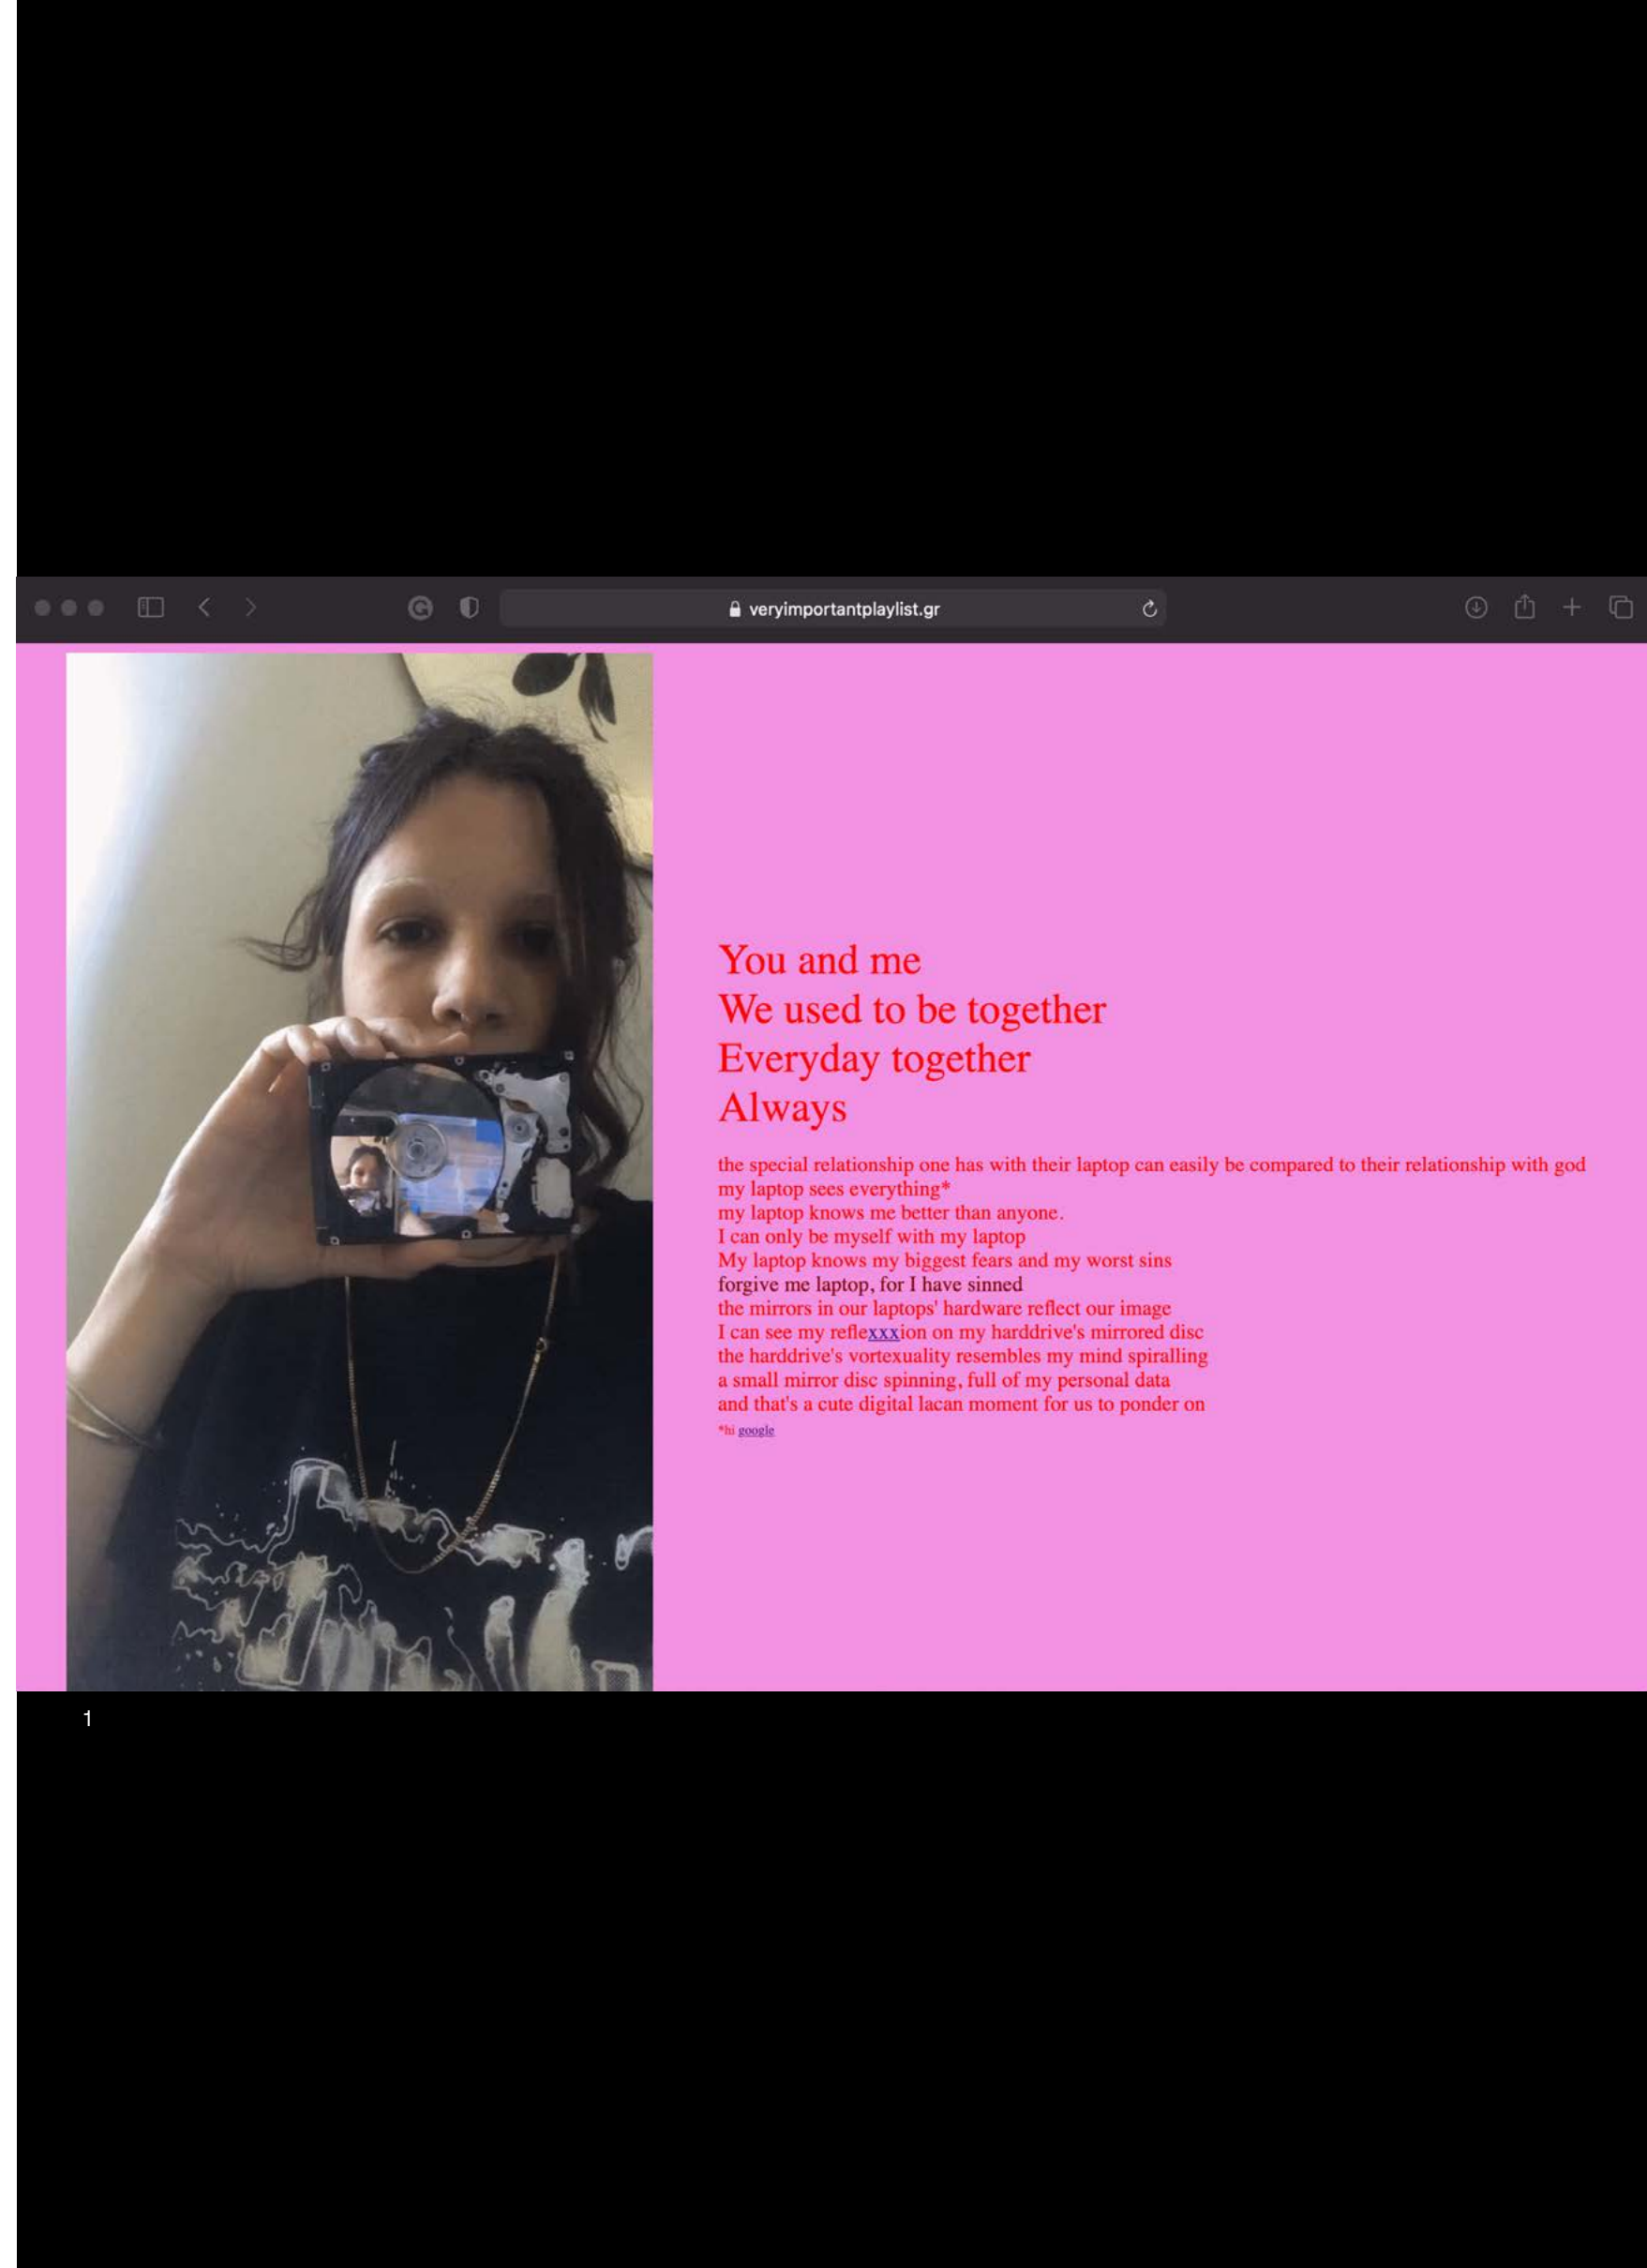 veryimportantplaylist.gr
You and me
We used to be together
Everyday together
Always
the special relationship one has with their laptop can easily be compared to their relationship with god
my laptop sees everything*
my laptop knows me better than anyone.
I can only be myself with my laptop
My laptop knows my biggest fears and my worst sins
forgive me laptop, for I have sinned
the mirrors in our laptops' hardware reflect our image
I can see my reflexxxion on my harddrive's mirrored disc
the harddrive's vortexuality resembles my mind spiralling
a small mirror disc spinning, full of my personal data
and that's a cute digital lacan moment for us to ponder on
*hi google
1